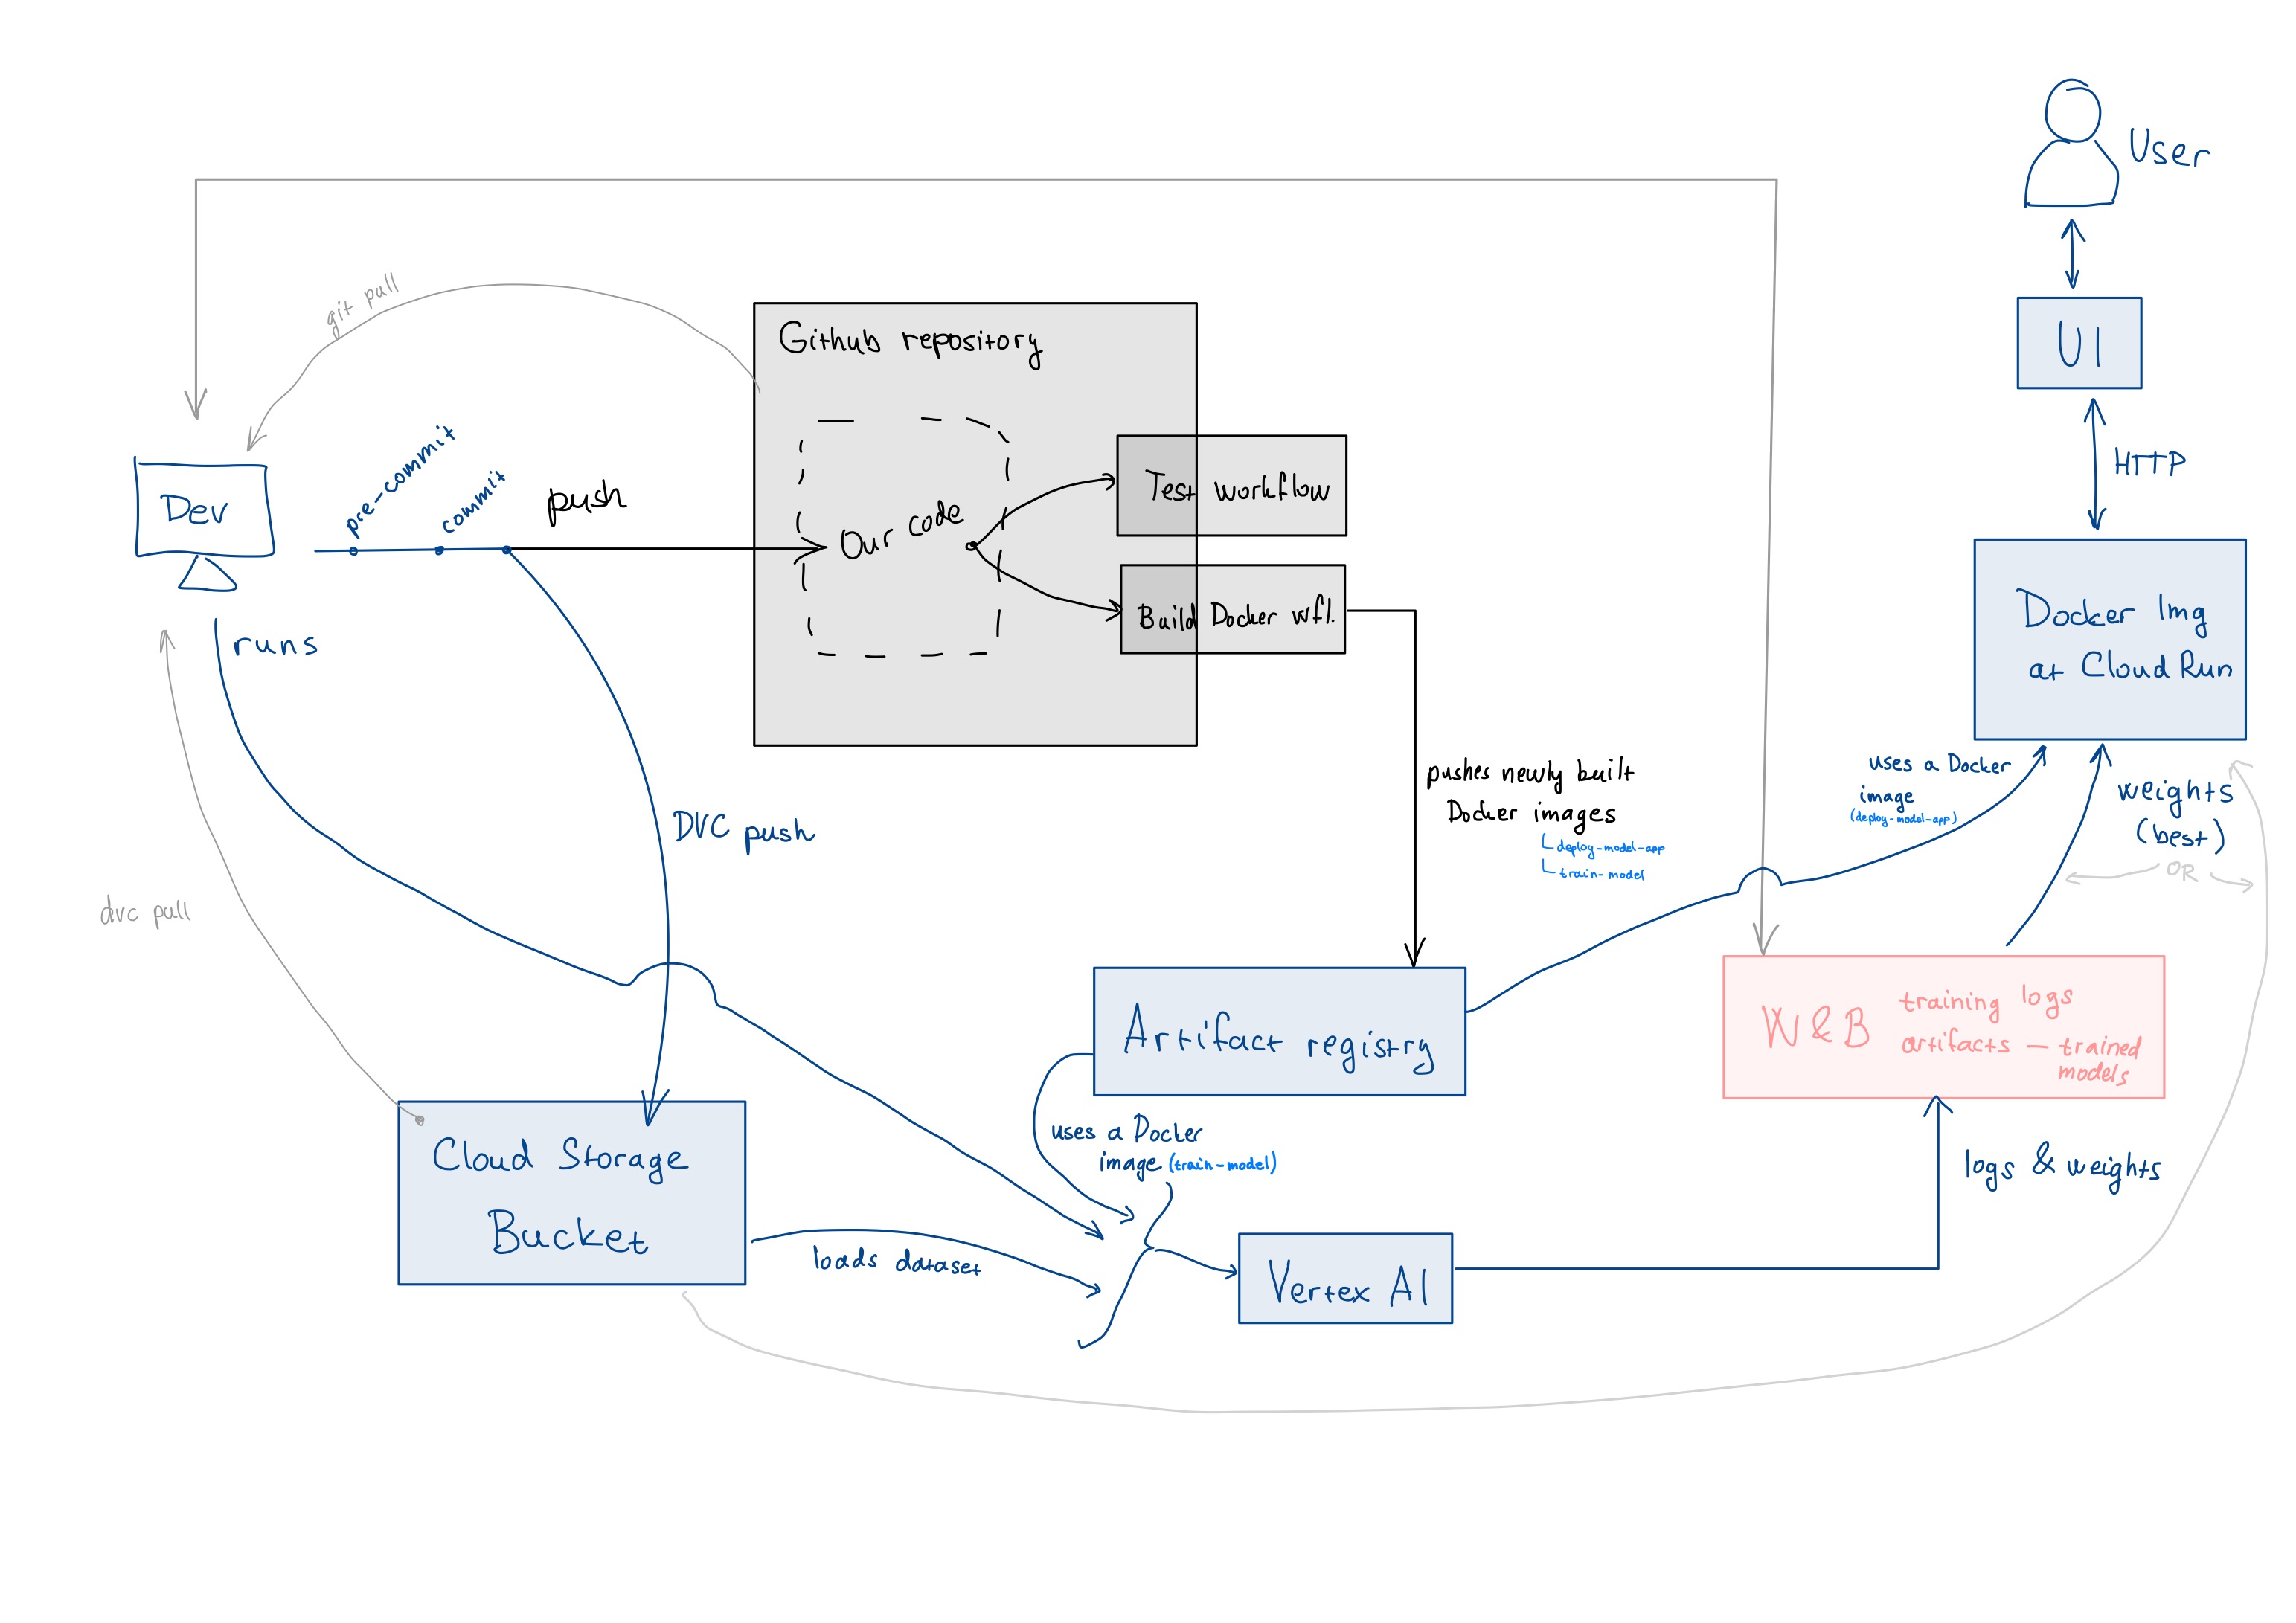 User
git pull
Github repository
UI
pre-commit
commit
push
Dev
Our code
Test workflow
HTTP
Build Docker wfl.
Docker Img
at Cloud Run
runs
DVC push
dvc pull
pushes newly built
Docker images
deploy-model-app
train-model
uses a Docker
image
(deploy-model-app)
weights
(best)
OR
Artifact registry
W&B
training logs
artifacts — trained
models
uses a Docker
image (train-model)
Cloud Storage
Bucket
loads dataset
Vertex AI
logs & weights